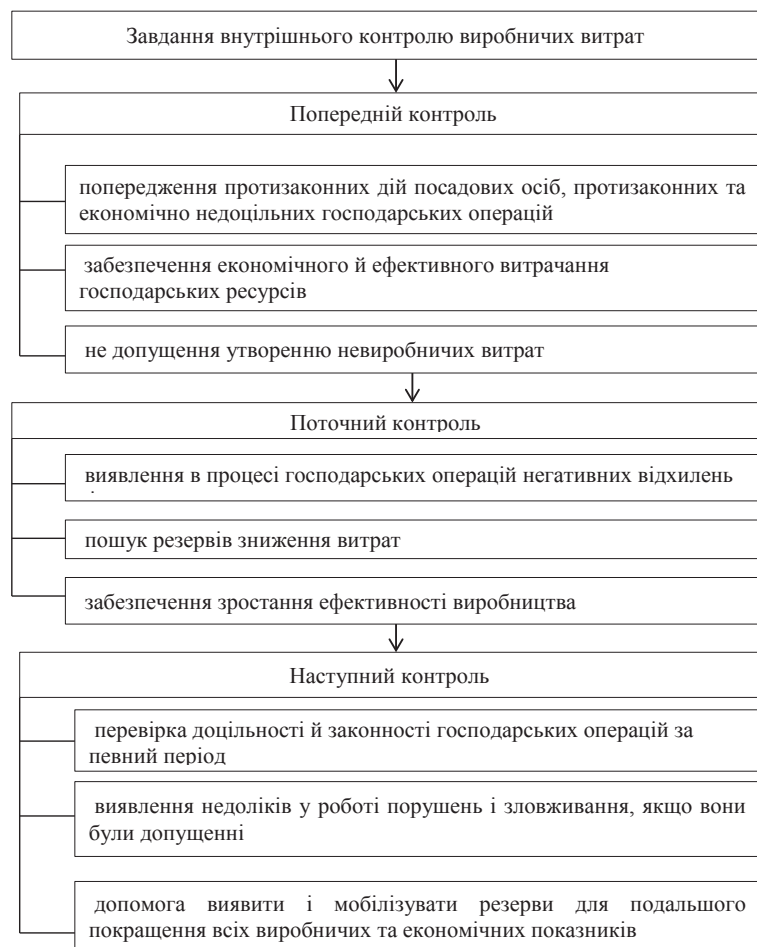 Завдання внутрішнього контролю виробничих витрат
Попередній контроль
попередження протизаконних дій посадових осіб, протизаконних та
економічно недоцільних господарських операцій
забезпечення економічного й ефективного витрачання
господарських ресурсів
не допущення утворенню невиробничих витрат
Поточний контроль
виявлення в процесі господарських операцій негативних відхилень
пошук резервів зниження витрат
забезпечення зростання ефективності виробництва
Наступний контроль
перевірка доцільності й законності господарських операцій за
певний період
виявлення недоліків у роботі порушень і зловживання, якщо вони
були допущенні
допомога виявити і мобілізувати резерви для подальшого
покращення всіх виробничих та економічних показників